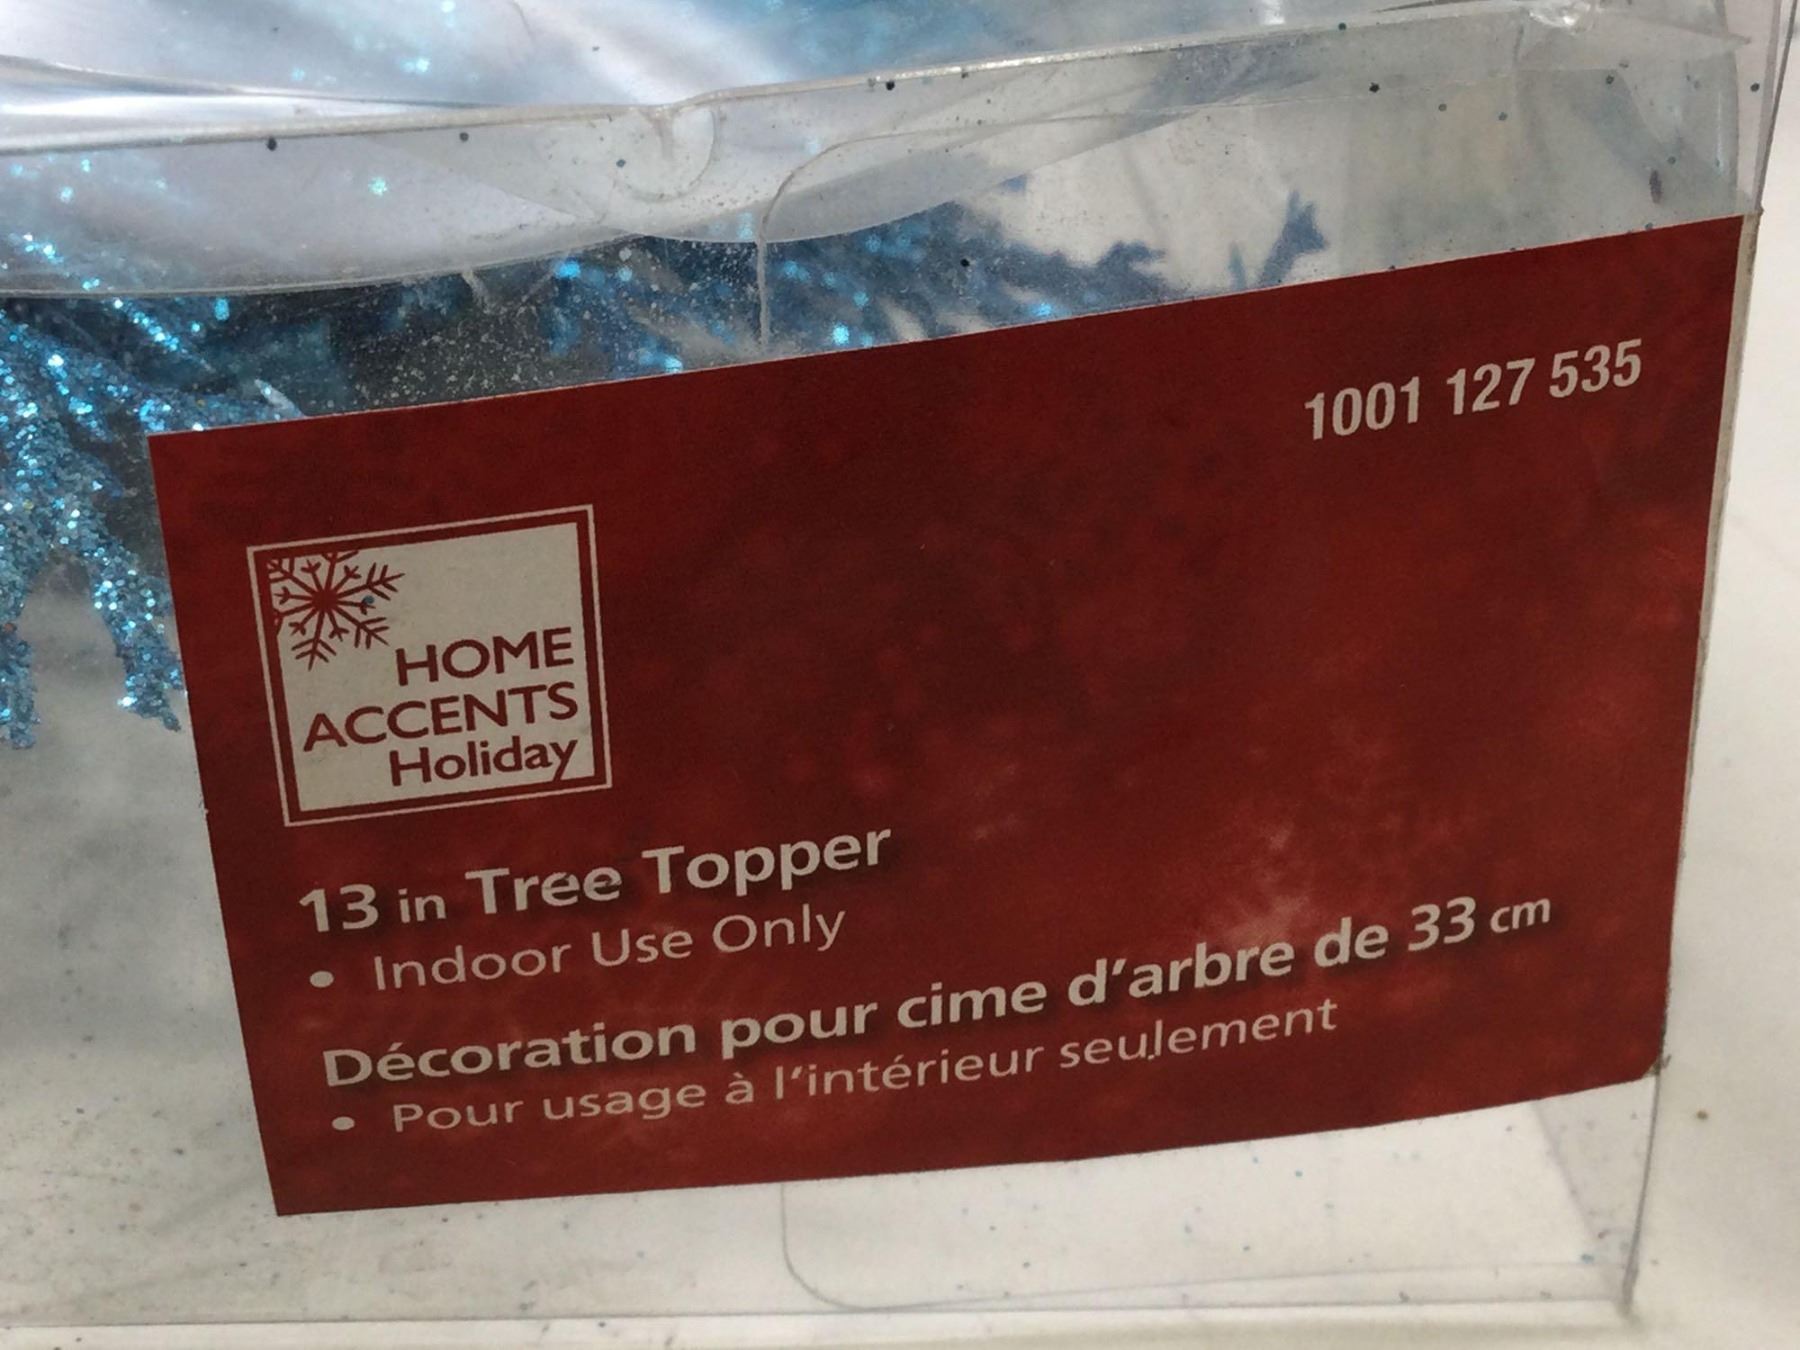 1001 127 535
HOME
ACCENTS
Holiday
13 in Tree Topper
• Indoor Use Only
Décoration pour cime d'arbre de 33 cm
• Pour usage à l'intérieur seulement